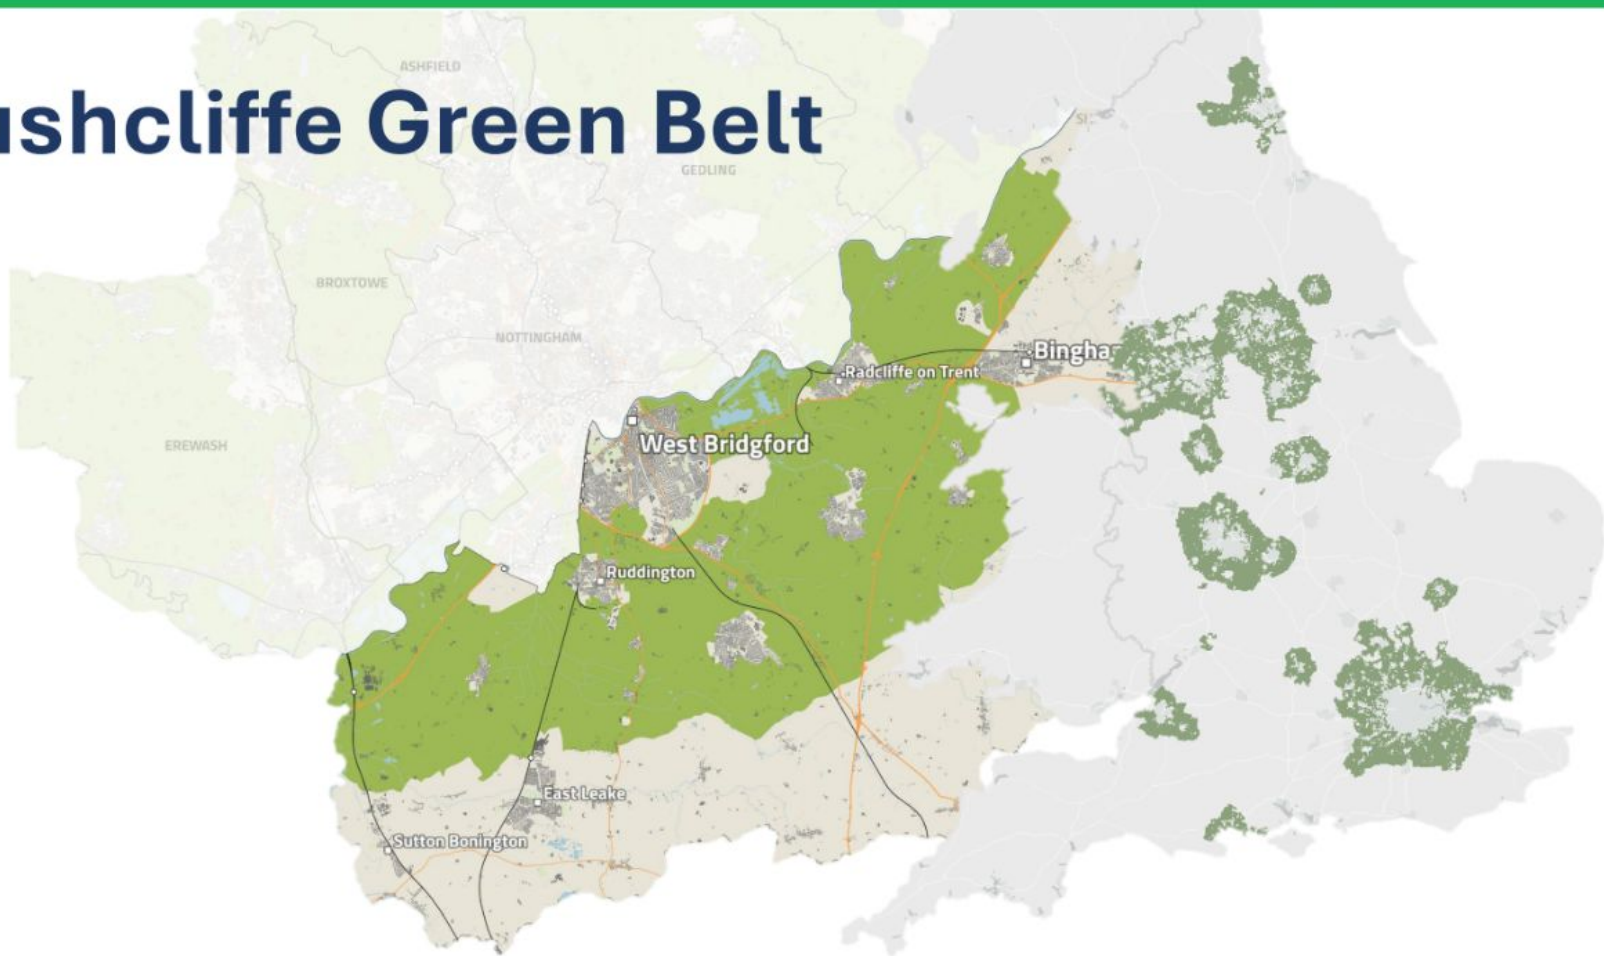 ASHFIELD
ushcliffe Green Belt
GEDLING
BROXTOWE
NOTTINGHAM
Bingha
Radcliffe on Trent
EREWASH
West Bridgford
Ruddington
East Leake
Sutton Bonington